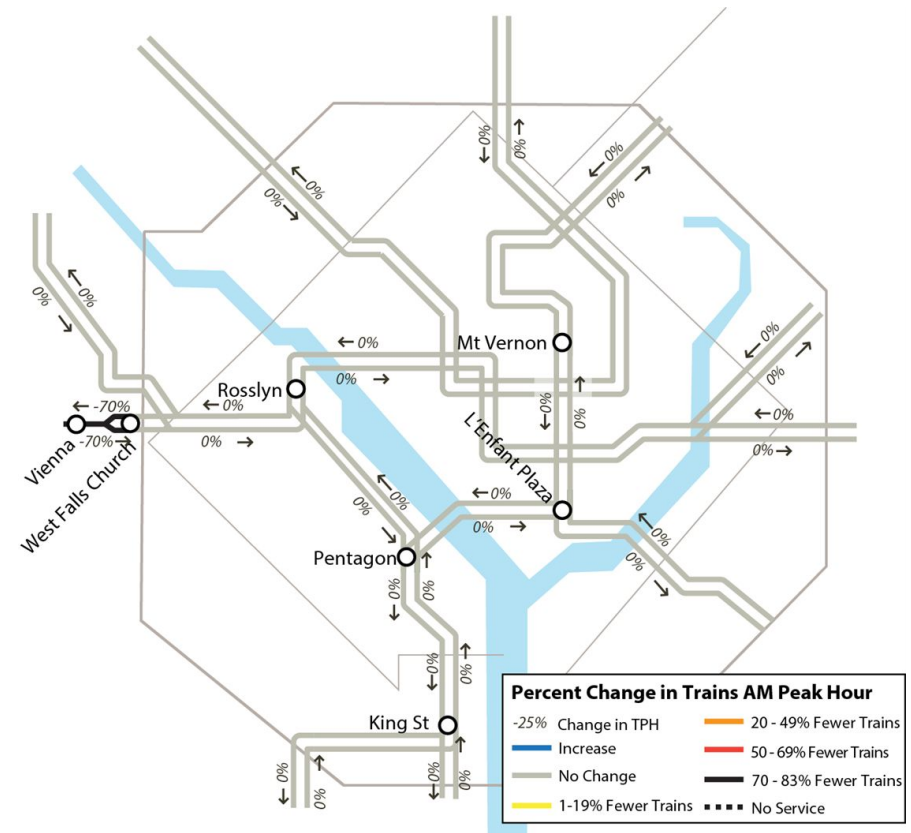 0%
0%
← 0%
0% →
← 0%
0% →
← 0%
0% →
Mt Vernon
← 0%
0% →
Rosslyn
← 0%
0% →
← 0%
0%
← 0%
0% →
← 0%
0% →
← -70%
-70% →
Vienna
West Falls Church
L'Enfant Plaza
← 0%
0% →
← 0%
0% →
← 0%
0% →
Pentagon
0%
0%
0%
0%
King St
0%
0%
0%
0%
Percent Change in Trains AM Peak Hour
-25% Change in TPH
Increase
No Change
1-19% Fewer Trains
20 - 49% Fewer Trains
50 - 69% Fewer Trains
70 - 83% Fewer Trains
No Service